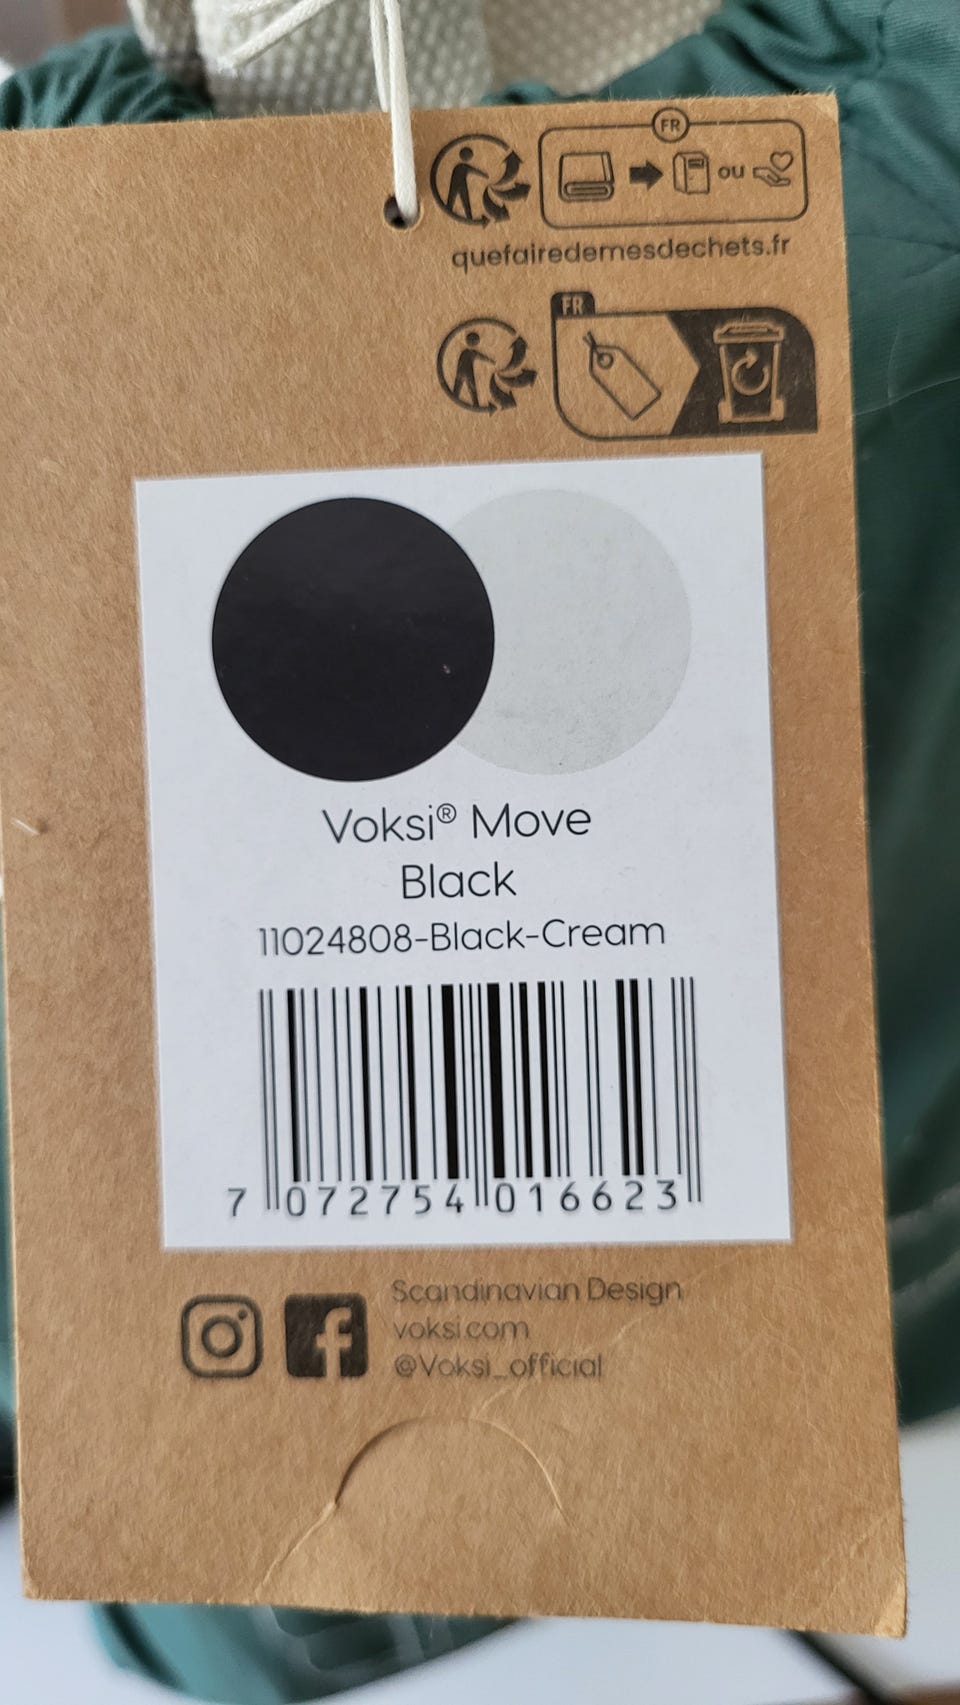 FR
ou
quefairedemesdechets.fr
FR
Voksi® Move
Black
11024808-Black-Cream
7 072754 016623
Scandinavian Design
voksi.com
@Voksi_official